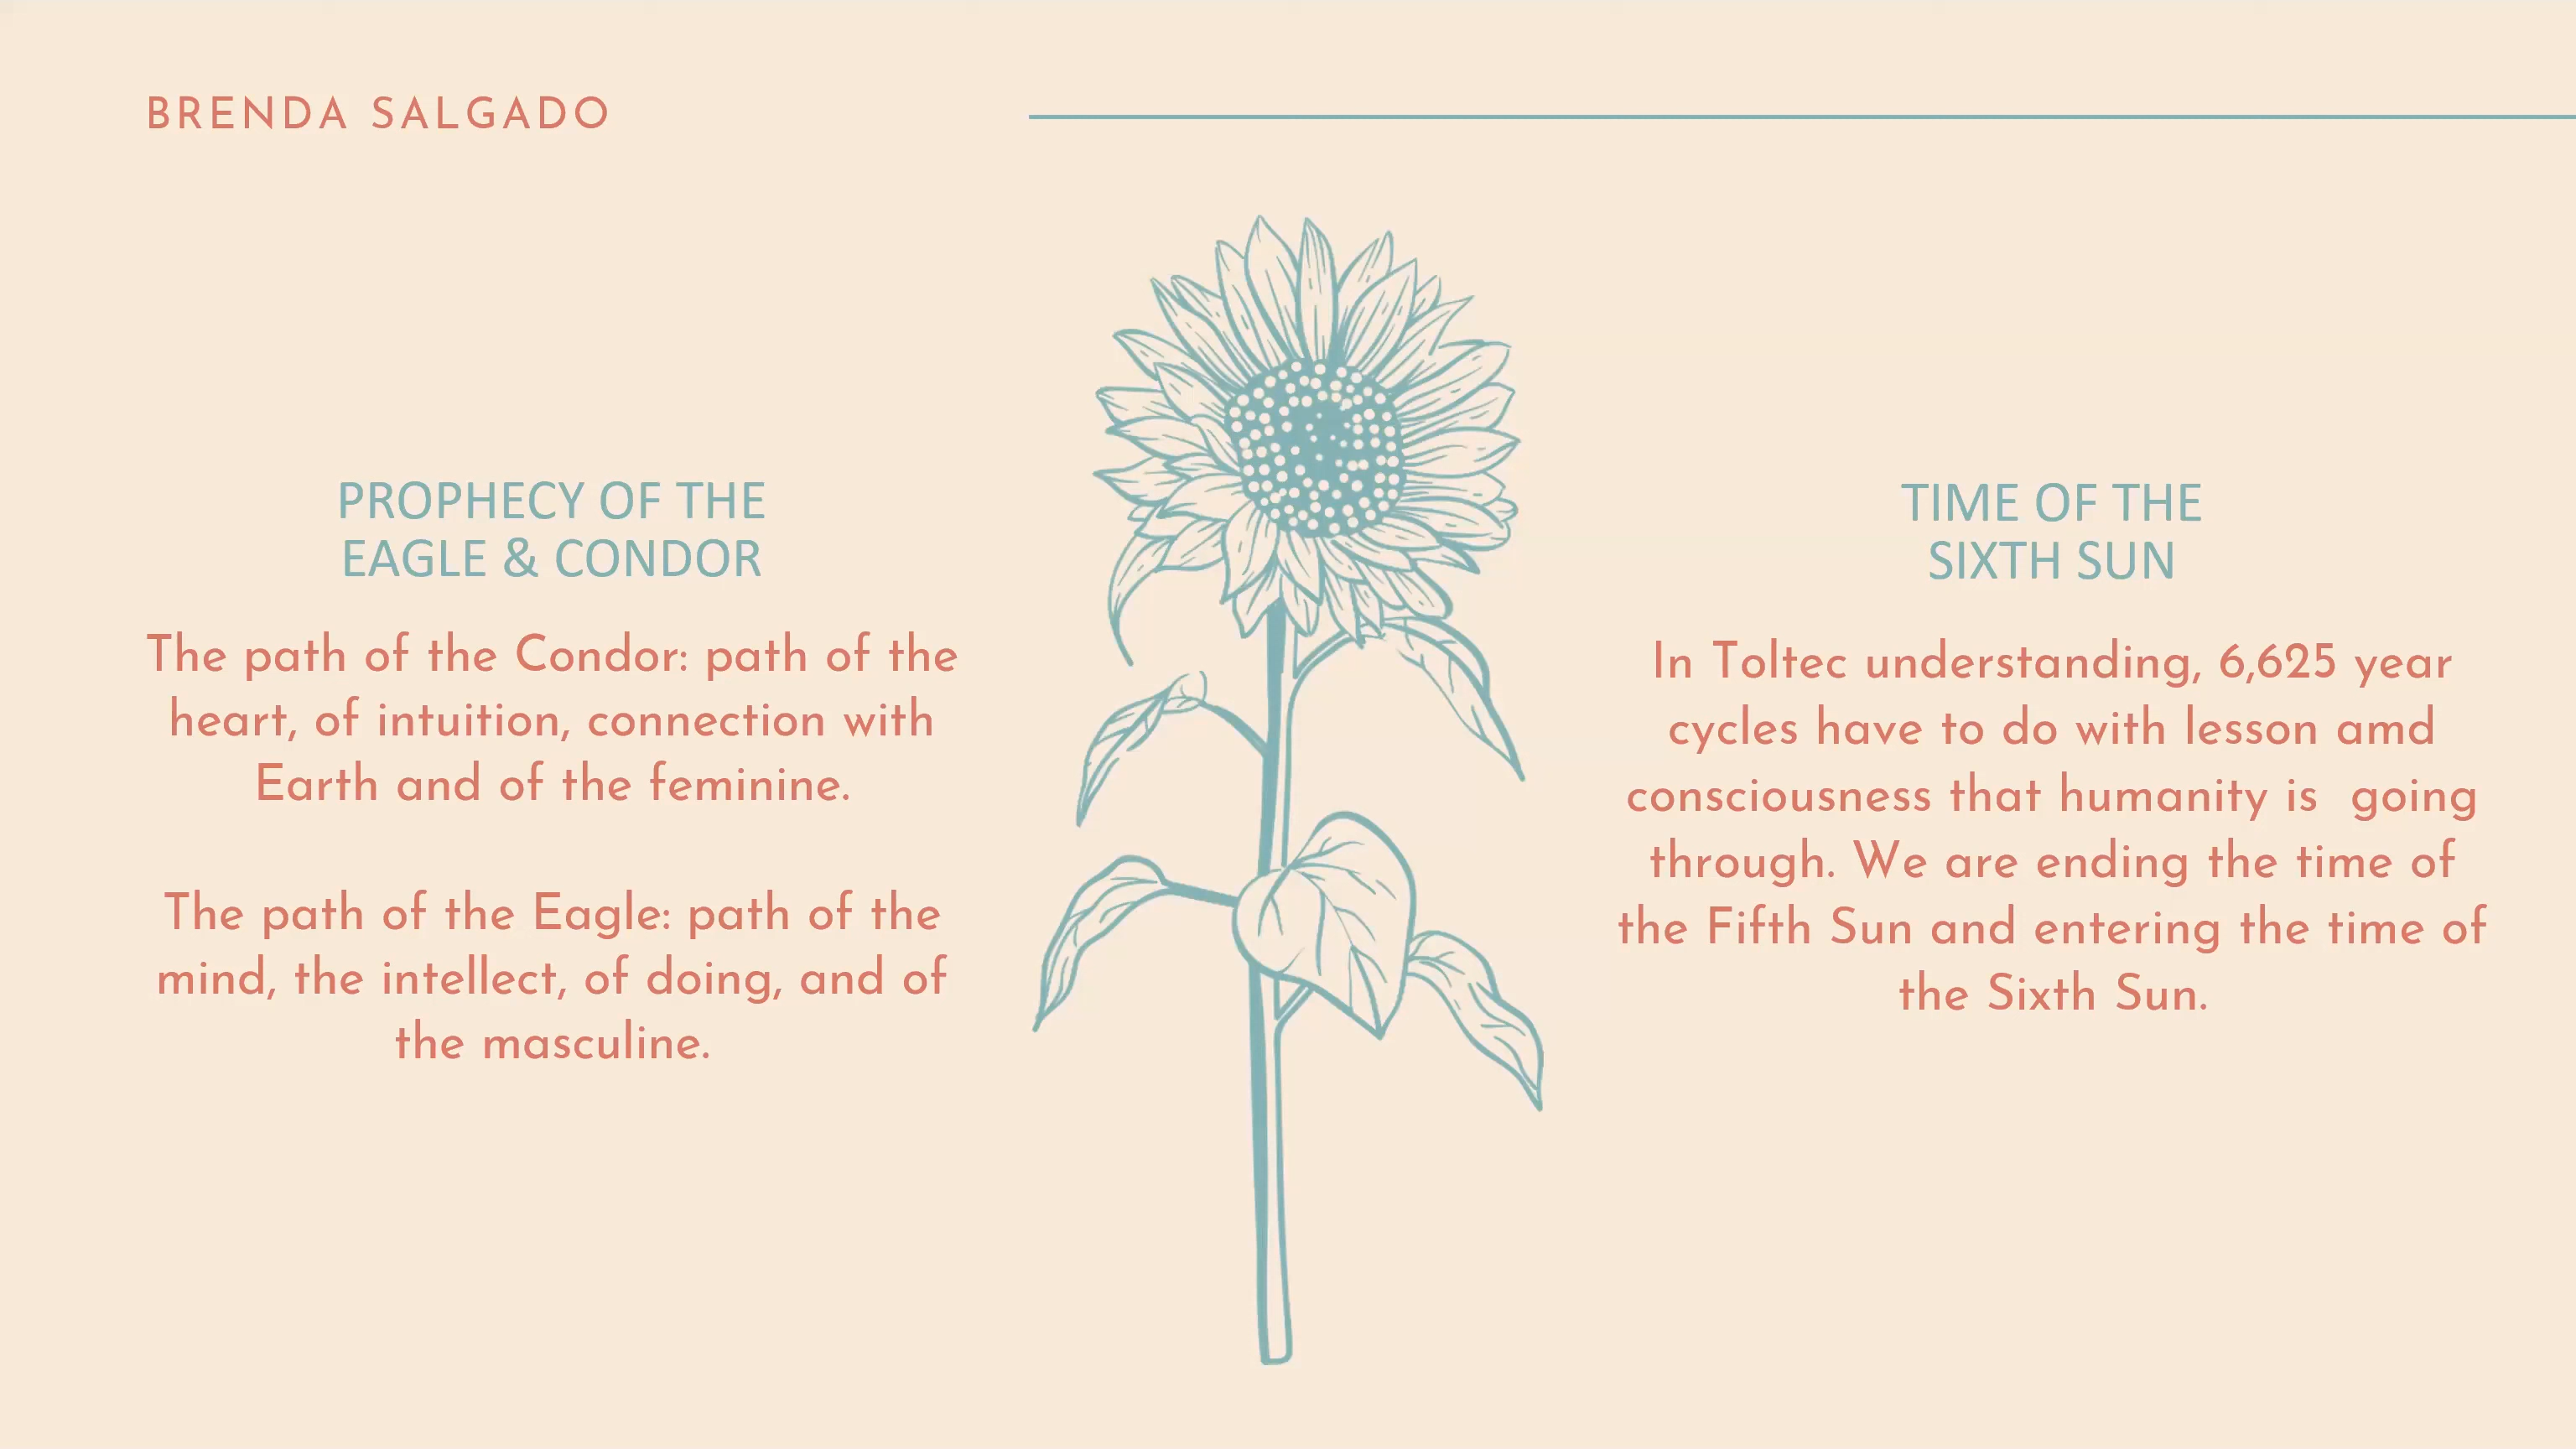 BRENDA SALGADO
PROPHECY OF THE
EAGLE & CONDOR
The path of the Condor: path of the
heart, of intuition, connection with
Earth and of the feminine.
The path of the Eagle: path of the
mind, the intellect, of doing, and of
the masculine.
TIME OF THE
SIXTH SUN
In Toltec understanding, 6,625 year
cycles have to do with lesson amd
consciousness that humanity is  going
through. We are ending the time of
the Fifth Sun and entering the time of
the Sixth Sun.